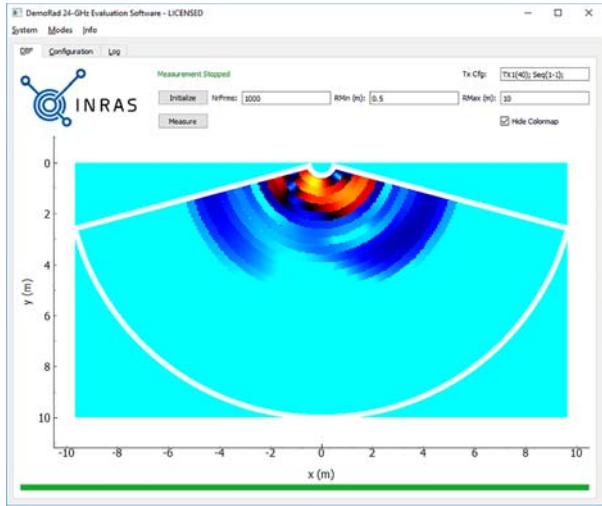 DemoRad 24-GHz Evaluation Software - LICENSED
System Modes Info
DBF Configuration Log
Measurement Stopped
Tx Cfg: TX1(40); Seq(1-1);
INRAS
Initialize NrFrms: 1000 RMin (m): 0.5 RMax (m): 10
Measure
Hide Colormap
0
2
4
6
8
10
y (m)
-10 -8 -6 -4 -2 0 2 4 6 8 10
x (m)